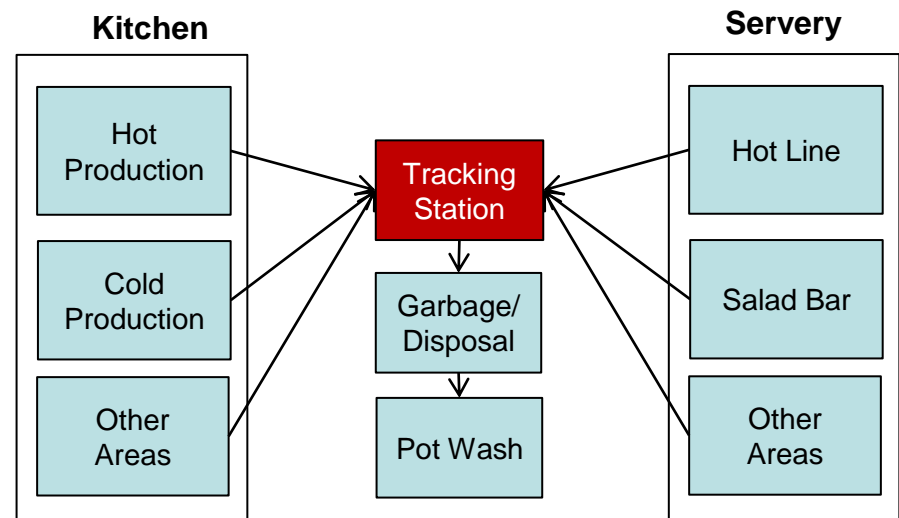 Kitchen
Hot
Production
Cold
Production
Other
Areas
Tracking
Station
Garbage/
Disposal
Pot Wash
Servery
Hot Line
Salad Bar
Other
Areas